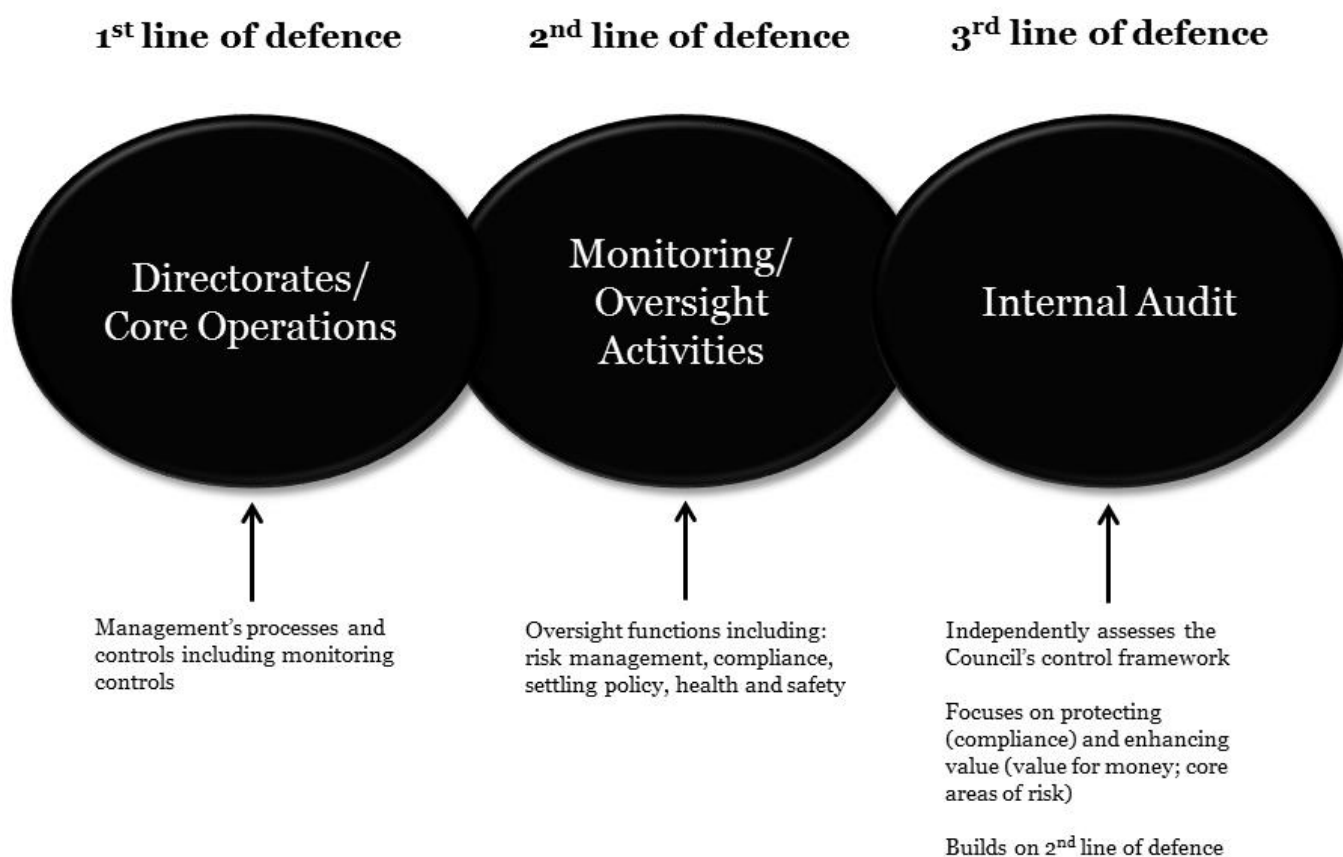 1st line of defence
2nd line of defence
3rd line of defence
Directorates/
Core Operations
Monitoring/
Oversight
Activities
Internal Audit
Management’s processes and
controls including monitoring
controls
Oversight functions including:
risk management, compliance,
settling policy, health and safety
Independently assesses the
Council’s control framework
Focuses on protecting
(compliance) and enhancing
value (value for money; core
areas of risk)
Builds on 2nd line of defence